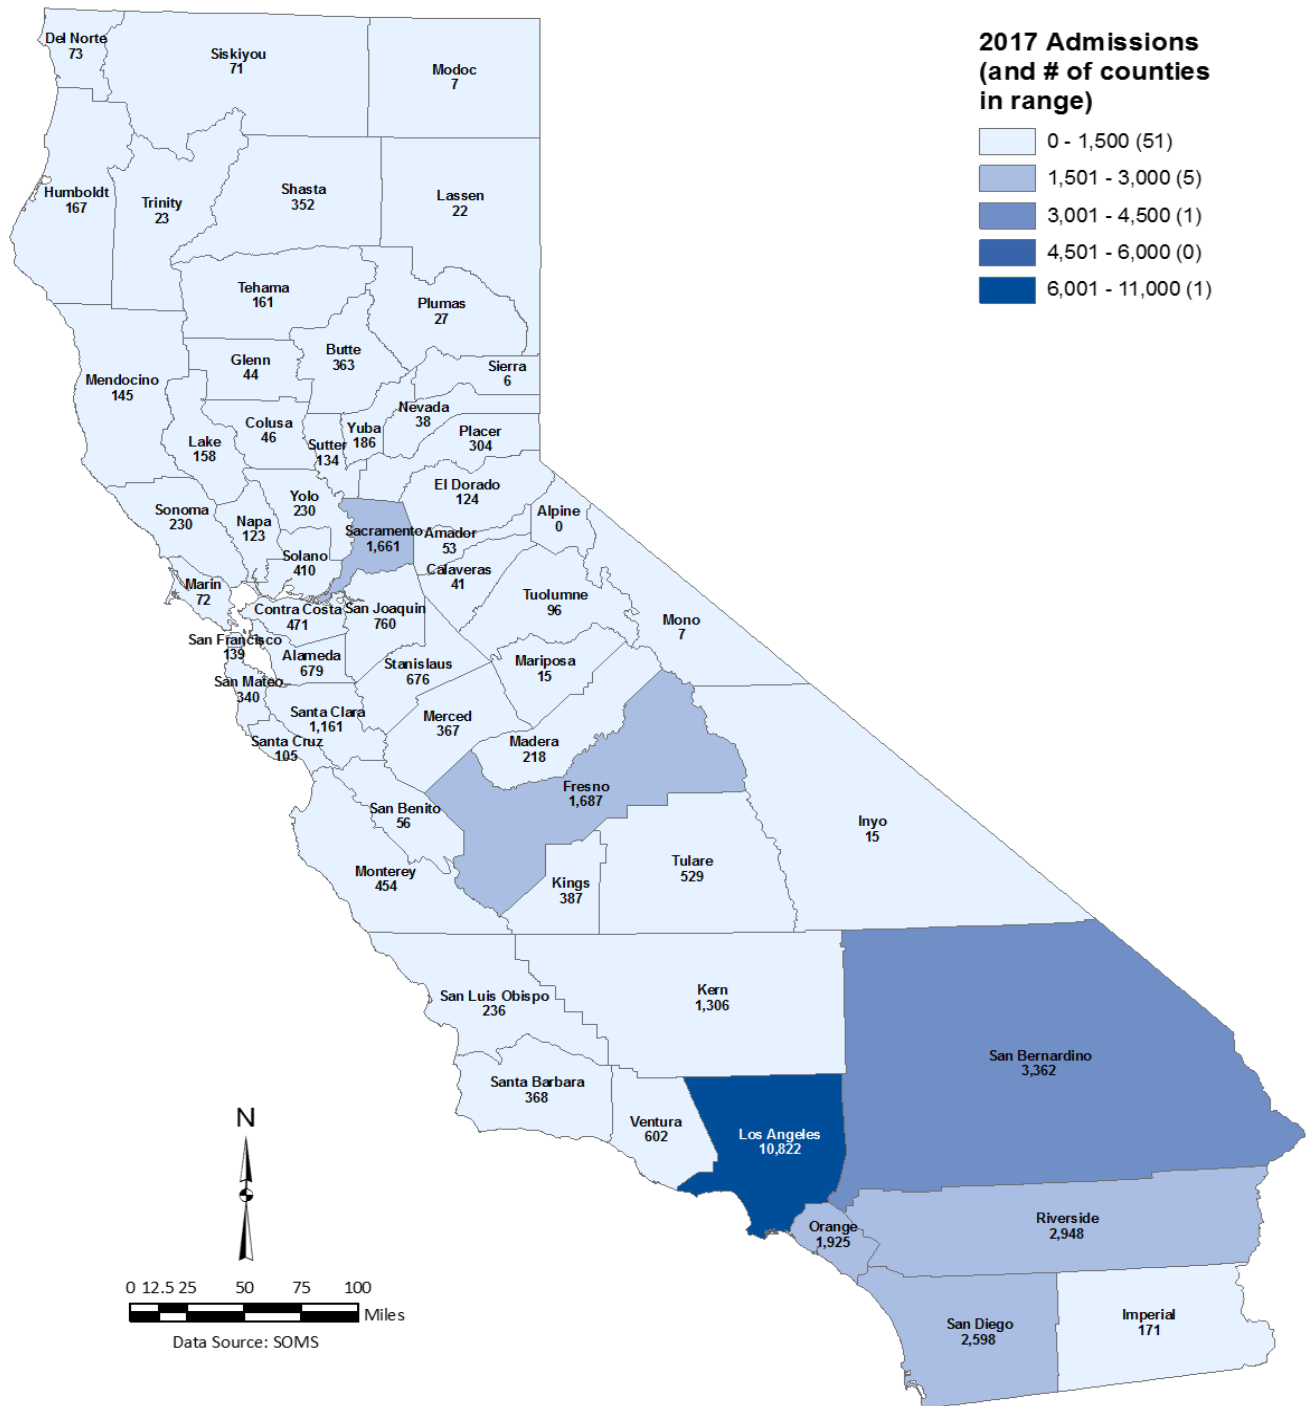 2017 Admissions
(and # of counties
in range)
0 - 1,500 (51)
1,501 - 3,000 (5)
3,001 - 4,500 (1)
4,501 - 6,000 (0)
6,001 - 11,000 (1)
Del Norte
73
Siskiyou
71
Modoc
7
Humboldt
167
Trinity
23
Shasta
352
Lassen
22
Tehama
161
Plumas
27
Mendocino
145
Glenn
44
Butte
363
Sierra
6
Lake
158
Colusa
46
Sutter
134
Yuba
186
Nevada
38
Placer
304
El Dorado
124
Sonoma
230
Napa
123
Yolo
230
Sacramento
1,661
Amador
53
Alpine
0
Solano
410
Calaveras
41
Marin
72
Contra Costa
471
San Joaquin
760
Tuolumne
96
Mono
7
San Francisco
139
Alameda
679
Stanislaus
676
Mariposa
15
San Mateo
340
Santa Clara
1,161
Merced
367
Santa Cruz
105
Madera
218
Fresno
1,687
San Benito
56
Inyo
15
Monterey
454
Kings
387
Tulare
529
San Luis Obispo
236
Kern
1,306
San Bernardino
3,362
Santa Barbara
368
Ventura
602
Los Angeles
10,822
Orange
1,925
Riverside
2,948
San Diego
2,598
Imperial
171
N
0 12.5 25 50 75 100
Miles
Data Source: SOMS